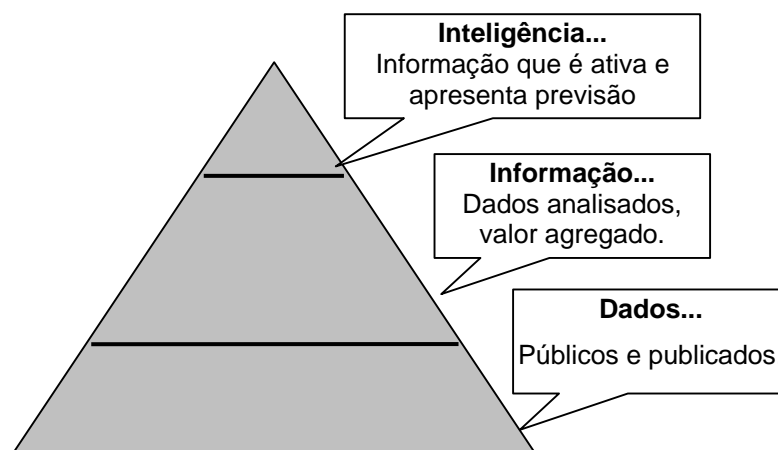 Inteligência...
Informação que é ativa e
apresenta previsão
Informação...
Dados analisados,
valor agregado.
Dados...
Públicos e publicados